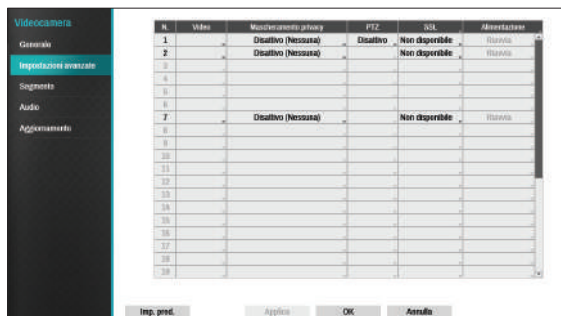 Videocamera
Generale
Impostazioni avanzate
Segmento
Audio
Aggiornamento
N. Video Mascheramento privacy PTZ SSL Alimentazione
1 Disattivo (Nessuna) Disattivo Non disponibile Riavvia
2 Disattivo (Nessuna) Non disponibile Riavvia
3
4
5
6
7 Disattivo (Nessuna) Non disponibile Riavvia
8
9
10
11
12
13
14
15
16
17
18
19
Imp. pred. Applica OK Annulla